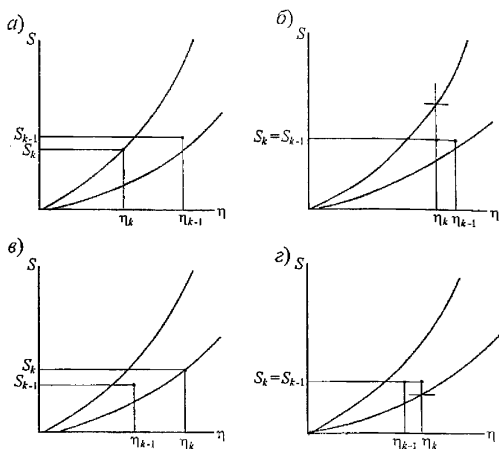 а)
S
S_{k-1}
S_k
η_k η_{k-1} η
б)
S
S_k = S_{k-1}
η_k η_{k-1} η
в)
S
S_k
S_{k-1}
η_{k-1} η_k η
г)
S
S_k = S_{k-1}
η_{k-1} η_k η